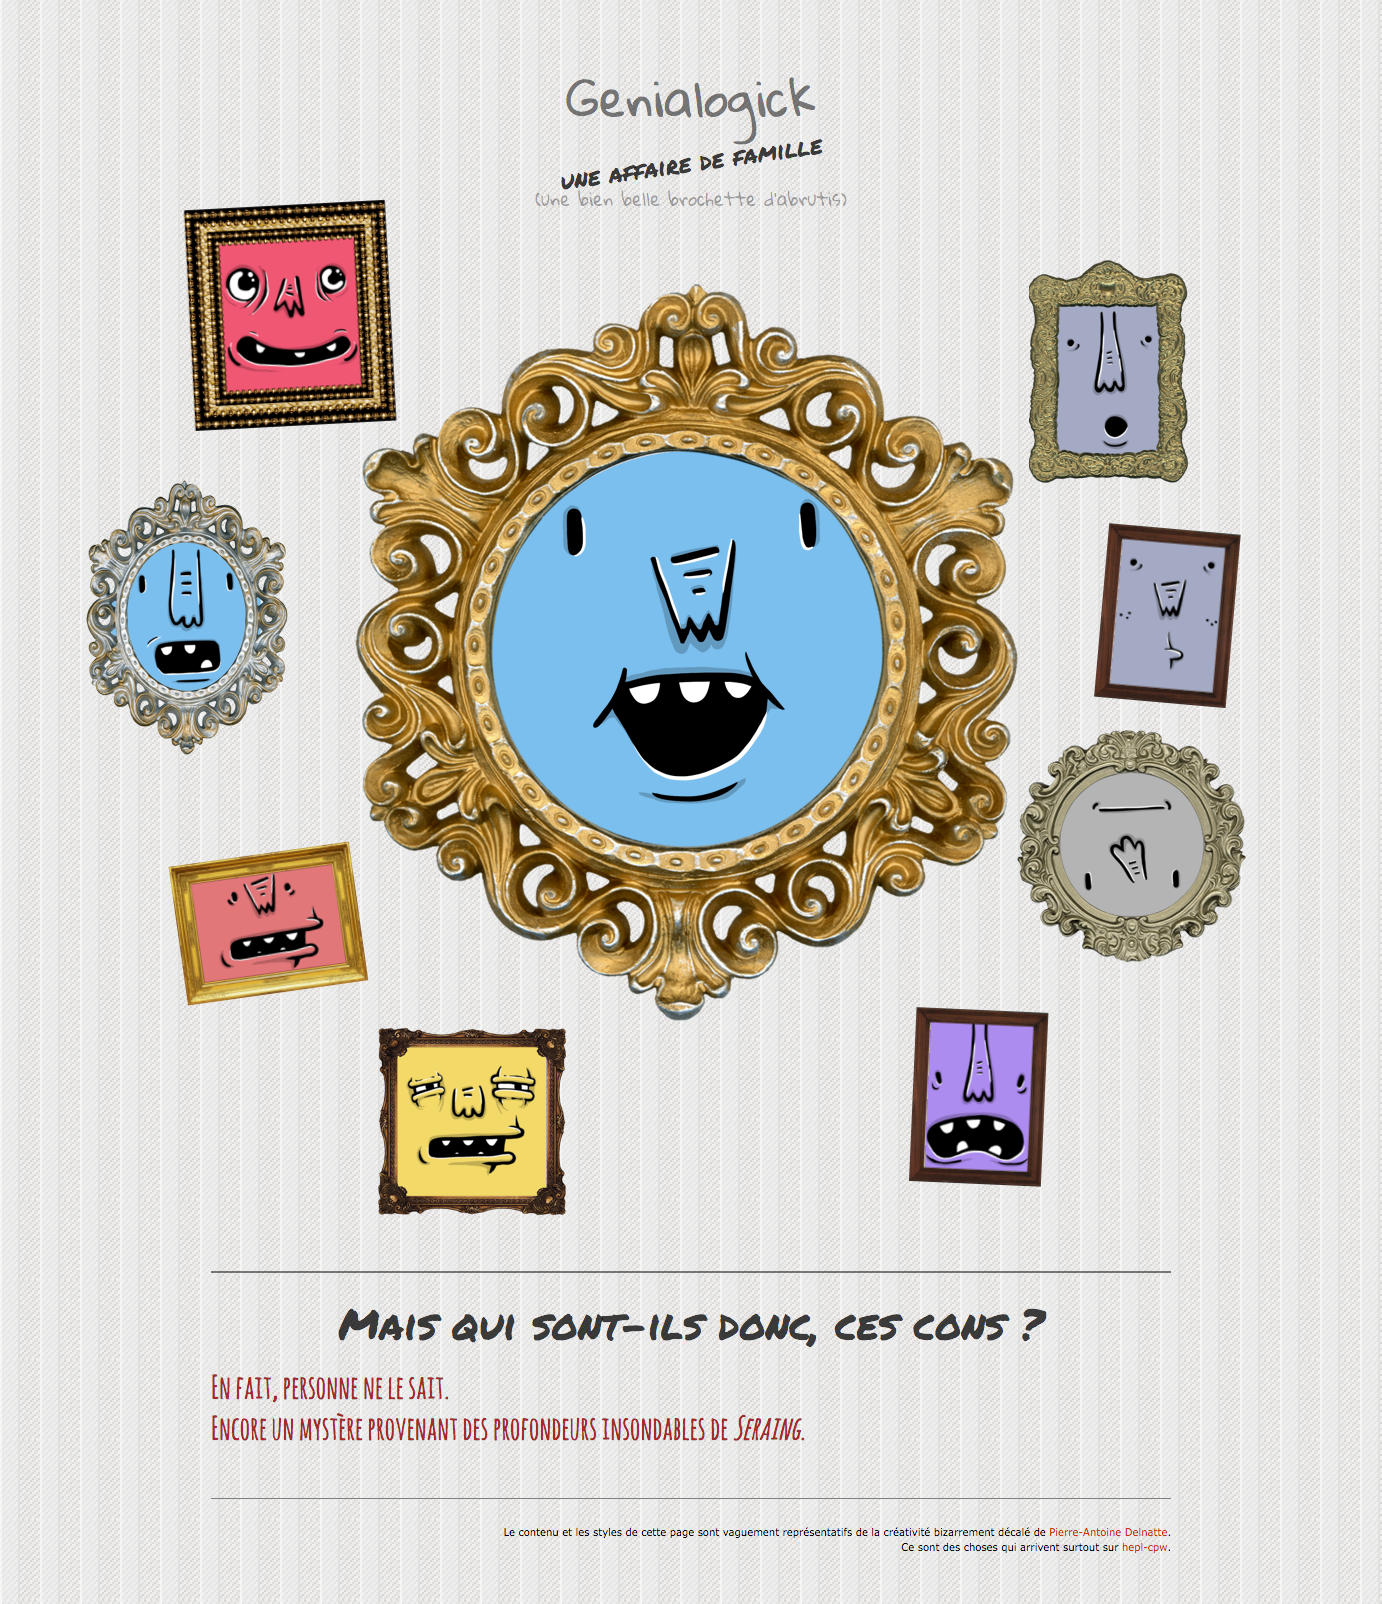 Genialogick
une affaire de famille
(Une bien belle brochette d'abrutis)
Mais qui sont-ils donc, ces cons ?
En fait, personne ne le sait.
Encore un mystère provenant des profondeurs insondables de Seraing.
Le contenu et les styles de cette page sont vaguement représentatifs de la créativité bizarrement décalé de Pierre-Antoine Delnatte.
Ce sont des choses qui arrivent surtout sur hepl-cpw.